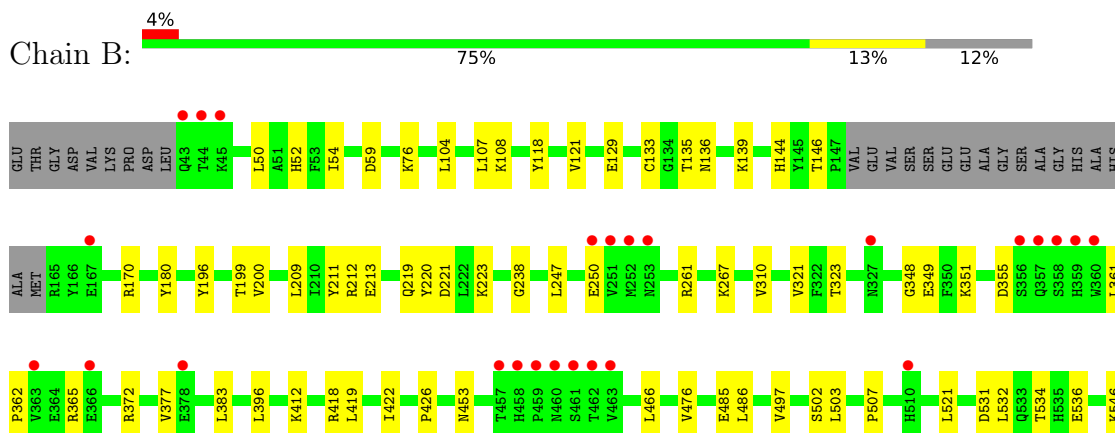 4%
Chain B:
75% 13% 12%
GLU THR GLY ASP VAL LYS PRO ASP LEU Q43 T44 K45 L50 A51 H52 F53 I54 D59 K76 L104 L107 K108 Y118 V121 E129 C133 G134 T135 N136 K139 H144 Y145 T146 P147 VAL GLU VAL SER SER GLU GLU ALA GLY SER ALA GLY HIS ALA HIS
ALA MET R165 Y166 E167 R170 Y180 Y196 T199 V200 L209 I210 Y211 R212 E213 Q219 Y220 D221 L222 K223 G238 L247 E250 V251 M252 N253 R261 K267 V310 V321 F322 T323 N327 G348 E349 F350 K351 D355 S356 Q357 S358 H359 W360 L361
P362 V363 E364 R365 E366 R372 V377 E378 L383 L396 K412 R418 L419 I422 P426 N453 T457 H458 P459 N460 S461 T462 V463 L466 V476 E485 L486 V497 S502 L503 P507 H510 L521 D531 L532 Q533 T534 H535 E536 K546